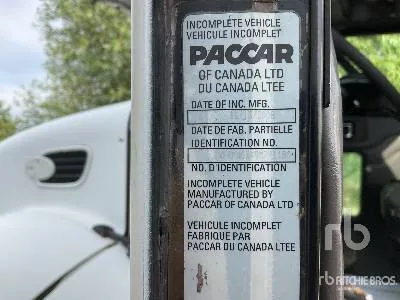 INCOMPLETE VEHICLE
VEHICULE INCOMPLET
PACCAR
OF CANADA LTD
DU CANADA LTEE
DATE OF INC. MFG.
DATE DE FAB. PARTIELLE
IDENTIFICATION NO.
NO. D'IDENTIFICATION
INCOMPLETE VEHICLE
MANUFACTURED BY
PACCAR OF CANADA LTD
VEHICULE INCOMPLET
FABRIQUE PAR
PACCAR DU CANADA LTEE
rb
rb RITCHIE BROS.